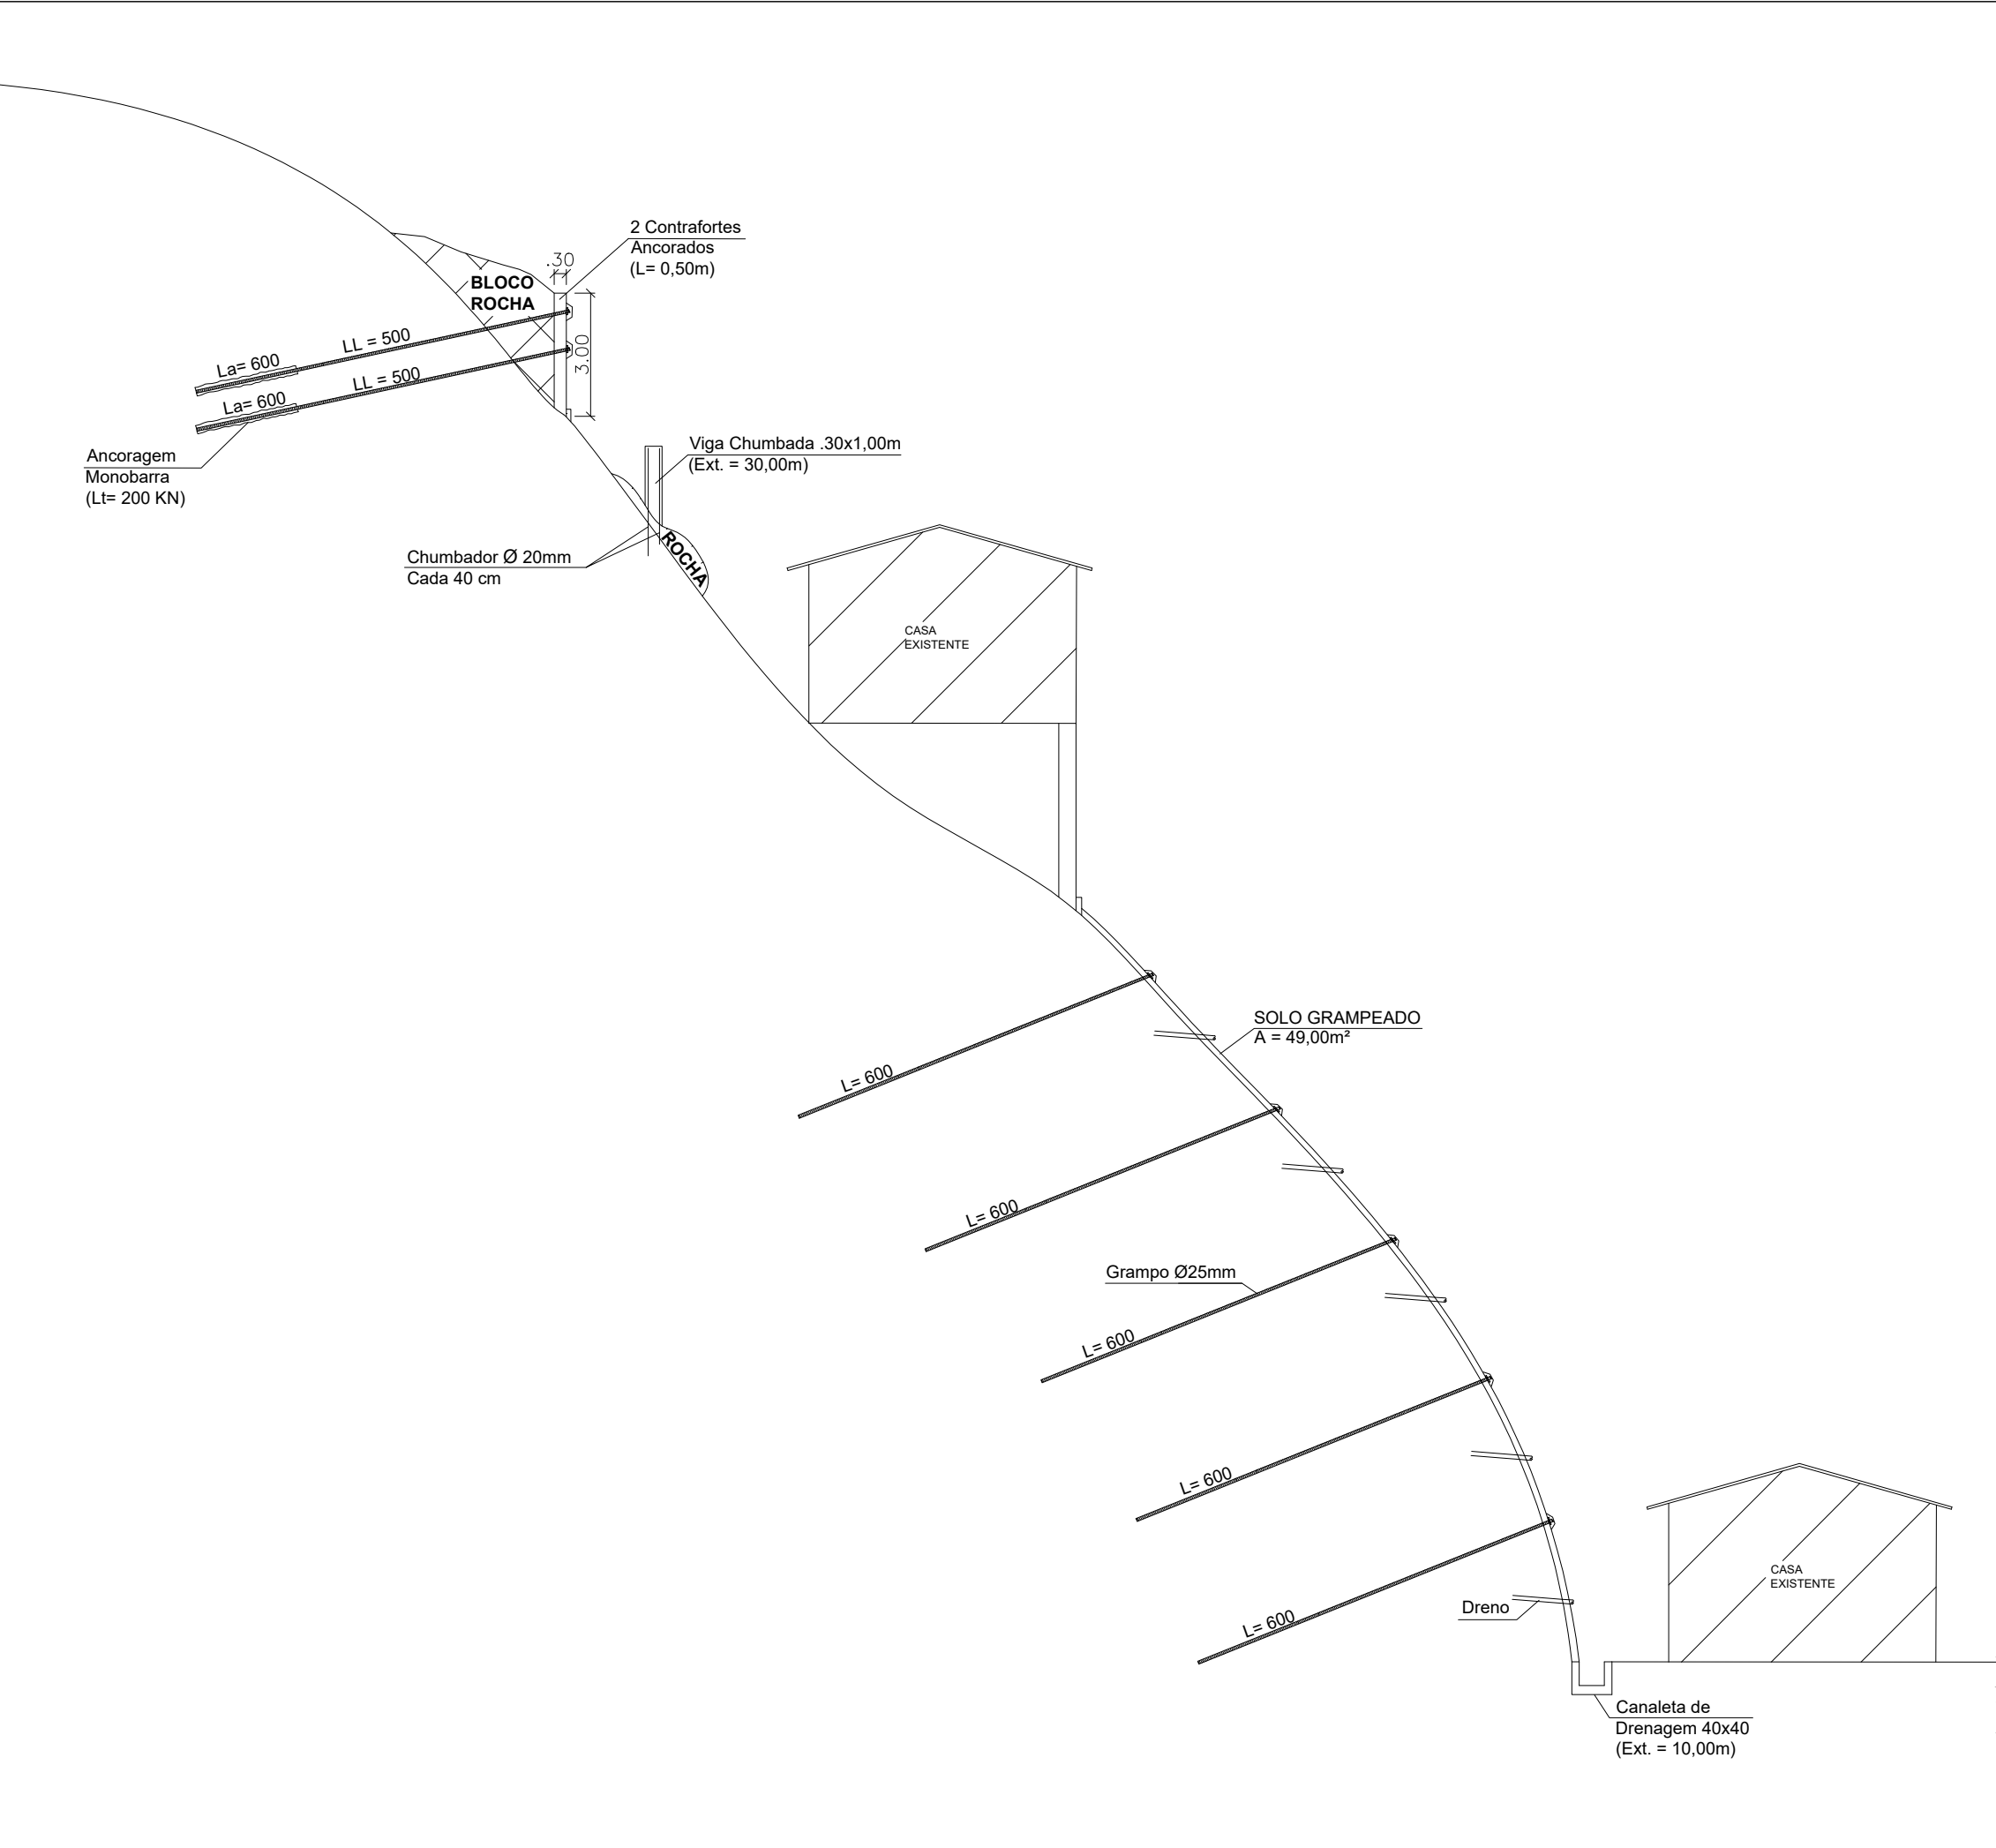 2 Contrafortes
Ancorados
(L= 0,50m)
.30
BLOCO
ROCHA
3.00
LL = 500
La= 600
LL = 500
La= 600
Ancoragem
Monobarra
(Lt= 200 KN)
Viga Chumbada .30x1,00m
(Ext. = 30,00m)
Chumbador Ø 20mm
Cada 40 cm
ROCHA
CASA
EXISTENTE
SOLO GRAMPEADO
A = 49,00m²
L= 600
L= 600
Grampo Ø25mm
L= 600
L= 600
L= 600
Dreno
CASA
EXISTENTE
Canaleta de
Drenagem 40x40
(Ext. = 10,00m)